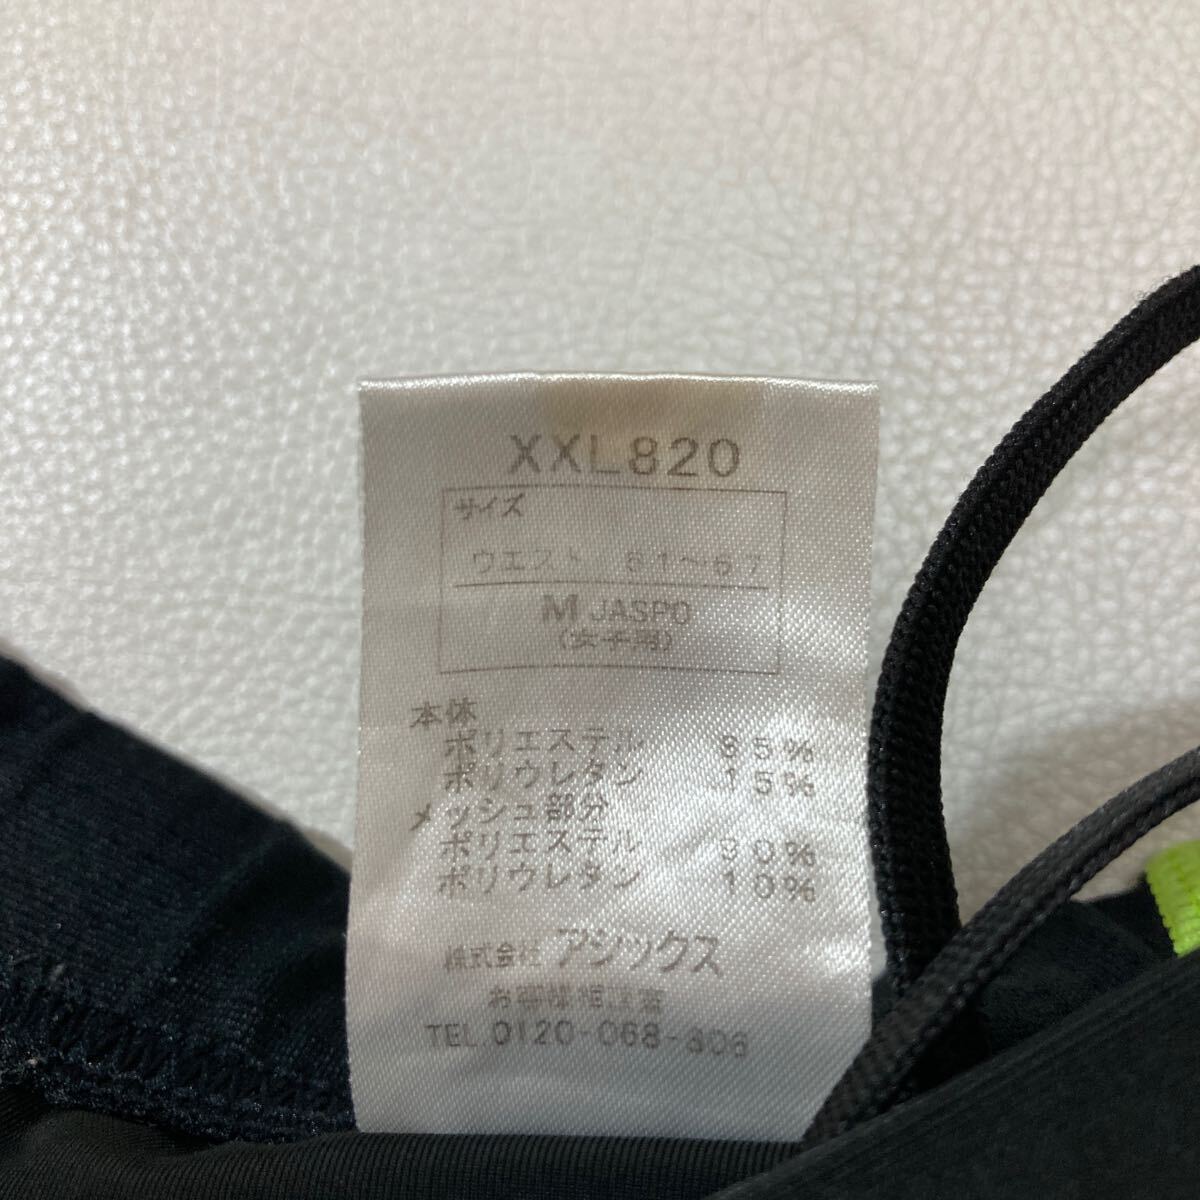 XXL820
サイズ
ウエスト 61～67
M JASPO
(女子用)
本体
ポリエステル 85%
ポリウレタン 15%
メッシュ部分
ポリエステル 90%
ポリウレタン 10%
株式会社 アシックス
お客様相談室
TEL 0120-068-806